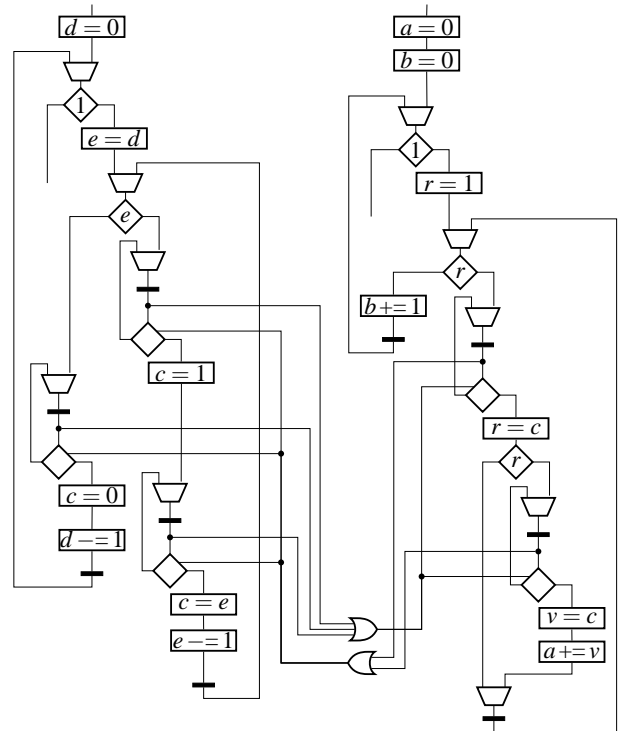 d = 0
1
e = d
e
c = 1
c = 0
d −= 1
c = e
e −= 1
a = 0
b = 0
1
r = 1
r
b += 1
r = c
r
v = c
a += v